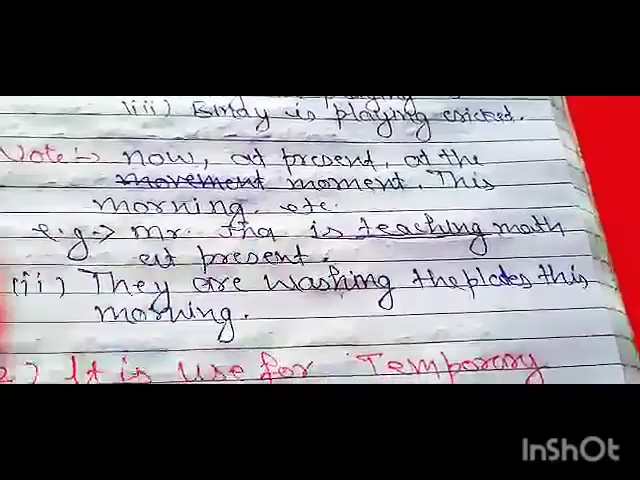 (iii) Bindy is playing cricket.
Note :→ now, at present, at the
movement moment. This
morning. etc.
e.g → Mr. Jha is teaching math
at present.
(ii) They are washing the plates this
morning.
2) It is use for Temporary
InShOt